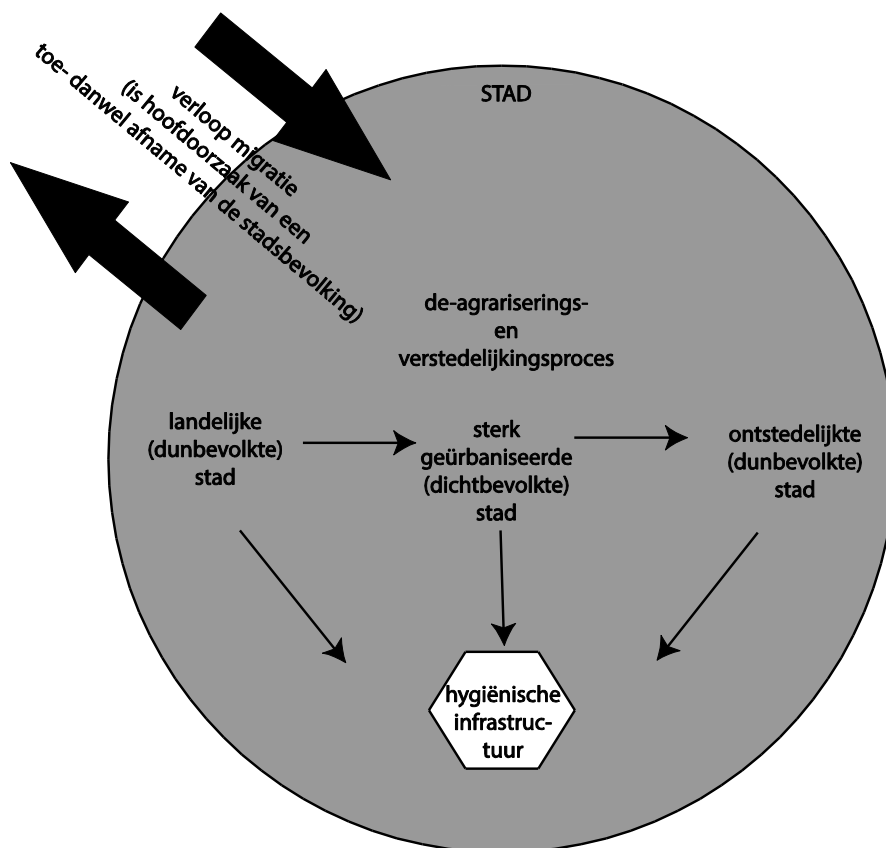 STAD
verloop migratie
(is hoofdoorzaak van een
toe- danwel afname van de stadsbevolking)
de-agrariserings-
en
verstedelijkingsproces
landelijke
(dunbevolkte)
stad
sterk
geürbaniseerde
(dichtbevolkte)
stad
ontstedelijkte
(dunbevolkte)
stad
hygiënische
infrastruc-
tuur